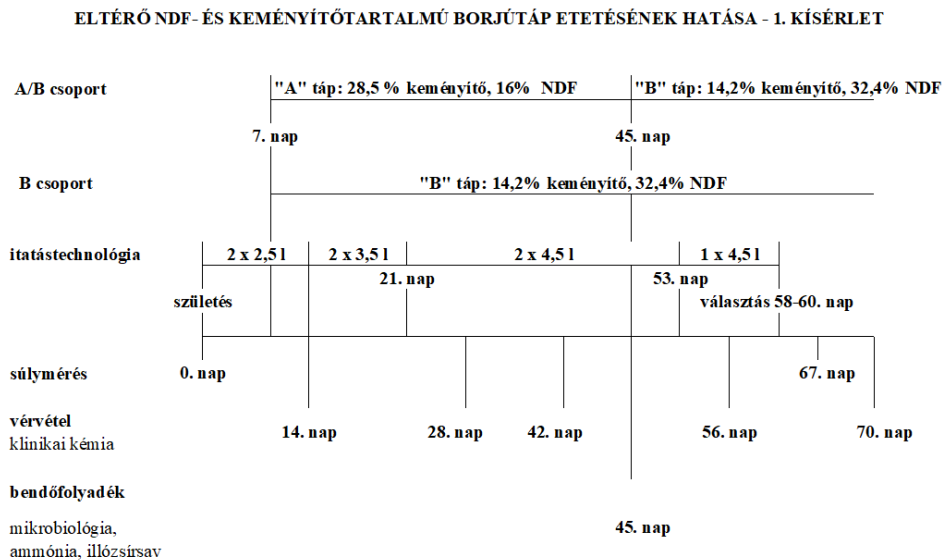 ELTÉRŐ NDF- ÉS KEMÉNYÍTŐTARTALMÚ BORJÚTÁP ETETÉSÉNEK HATÁSA - 1. KÍSÉRLET
A/B csoport
"A" táp: 28,5 % keményítő, 16% NDF
"B" táp: 14,2% keményítő, 32,4% NDF
7. nap
45. nap
B csoport
"B" táp: 14,2% keményítő, 32,4% NDF
itatástechnológia
2 x 2,5 l
2 x 3,5 l
2 x 4,5 l
1 x 4,5 l
21. nap
53. nap
születés
választás 58-60. nap
súlymérés
0. nap
67. nap
vérvétel
klinikai kémia
14. nap
28. nap
42. nap
56. nap
70. nap
bendőfolyadék
mikrobiológia,
ammónia, illózsírsav
45. nap